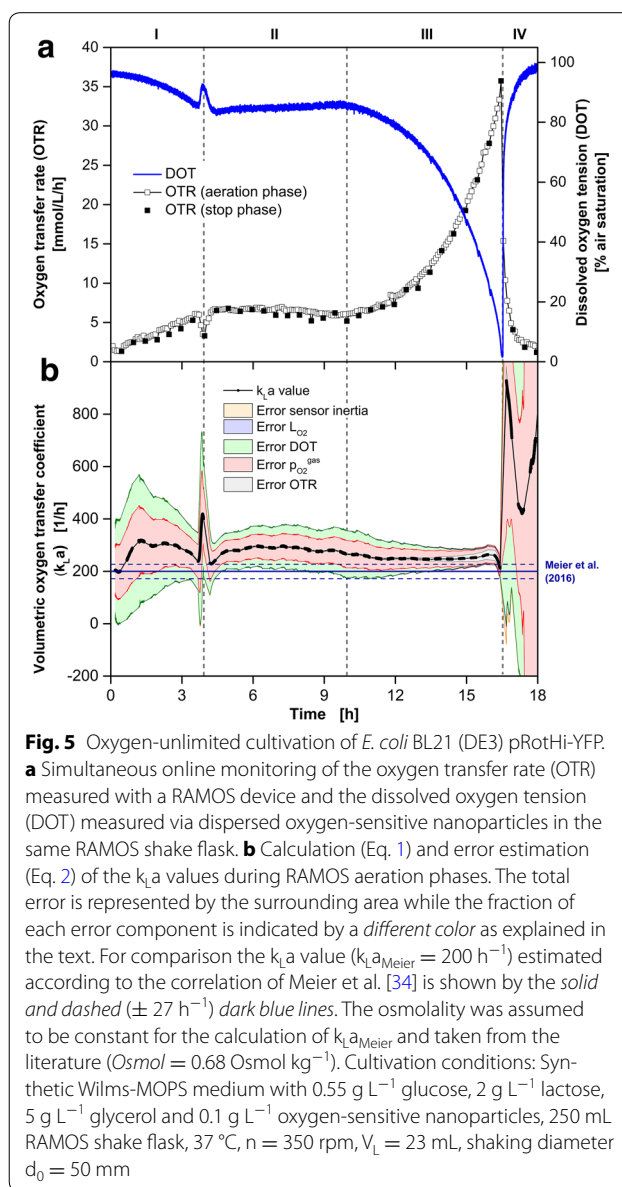 I II III IV
a
40 100
35
30 80
25
60
20
15 40
10
20
5
0 0
Oxygen transfer rate (OTR)
[mmol/L/h]
Dissolved oxygen tension (DOT)
[% air saturation]
DOT
OTR (aeration phase)
OTR (stop phase)
b
800
600
400
200
0
-200
Volumetric oxygen transfer coefficient
(kLa) [1/h]
kLa value
Error sensor inertia
Error LO2
Error DOT
Error pO2gas
Error OTR
Meier et al.
(2016)
0 3 6 9 12 15 18
Time [h]
Fig. 5 Oxygen-unlimited cultivation of E. coli BL21 (DE3) pRotHi-YFP.
a Simultaneous online monitoring of the oxygen transfer rate (OTR)
measured with a RAMOS device and the dissolved oxygen tension
(DOT) measured via dispersed oxygen-sensitive nanoparticles in the
same RAMOS shake flask. b Calculation (Eq. 1) and error estimation
(Eq. 2) of the kLa values during RAMOS aeration phases. The total
error is represented by the surrounding area while the fraction of
each error component is indicated by a different color as explained in
the text. For comparison the kLa value (kLaMeier = 200 h−1) estimated
according to the correlation of Meier et al. [34] is shown by the solid
and dashed (± 27 h−1) dark blue lines. The osmolality was assumed
to be constant for the calculation of kLaMeier and taken from the
literature (Osmol = 0.68 Osmol kg−1). Cultivation conditions: Syn-
thetic Wilms-MOPS medium with 0.55 g L−1 glucose, 2 g L−1 lactose,
5 g L−1 glycerol and 0.1 g L−1 oxygen-sensitive nanoparticles, 250 mL
RAMOS shake flask, 37 °C, n = 350 rpm, VL = 23 mL, shaking diameter
d0 = 50 mm